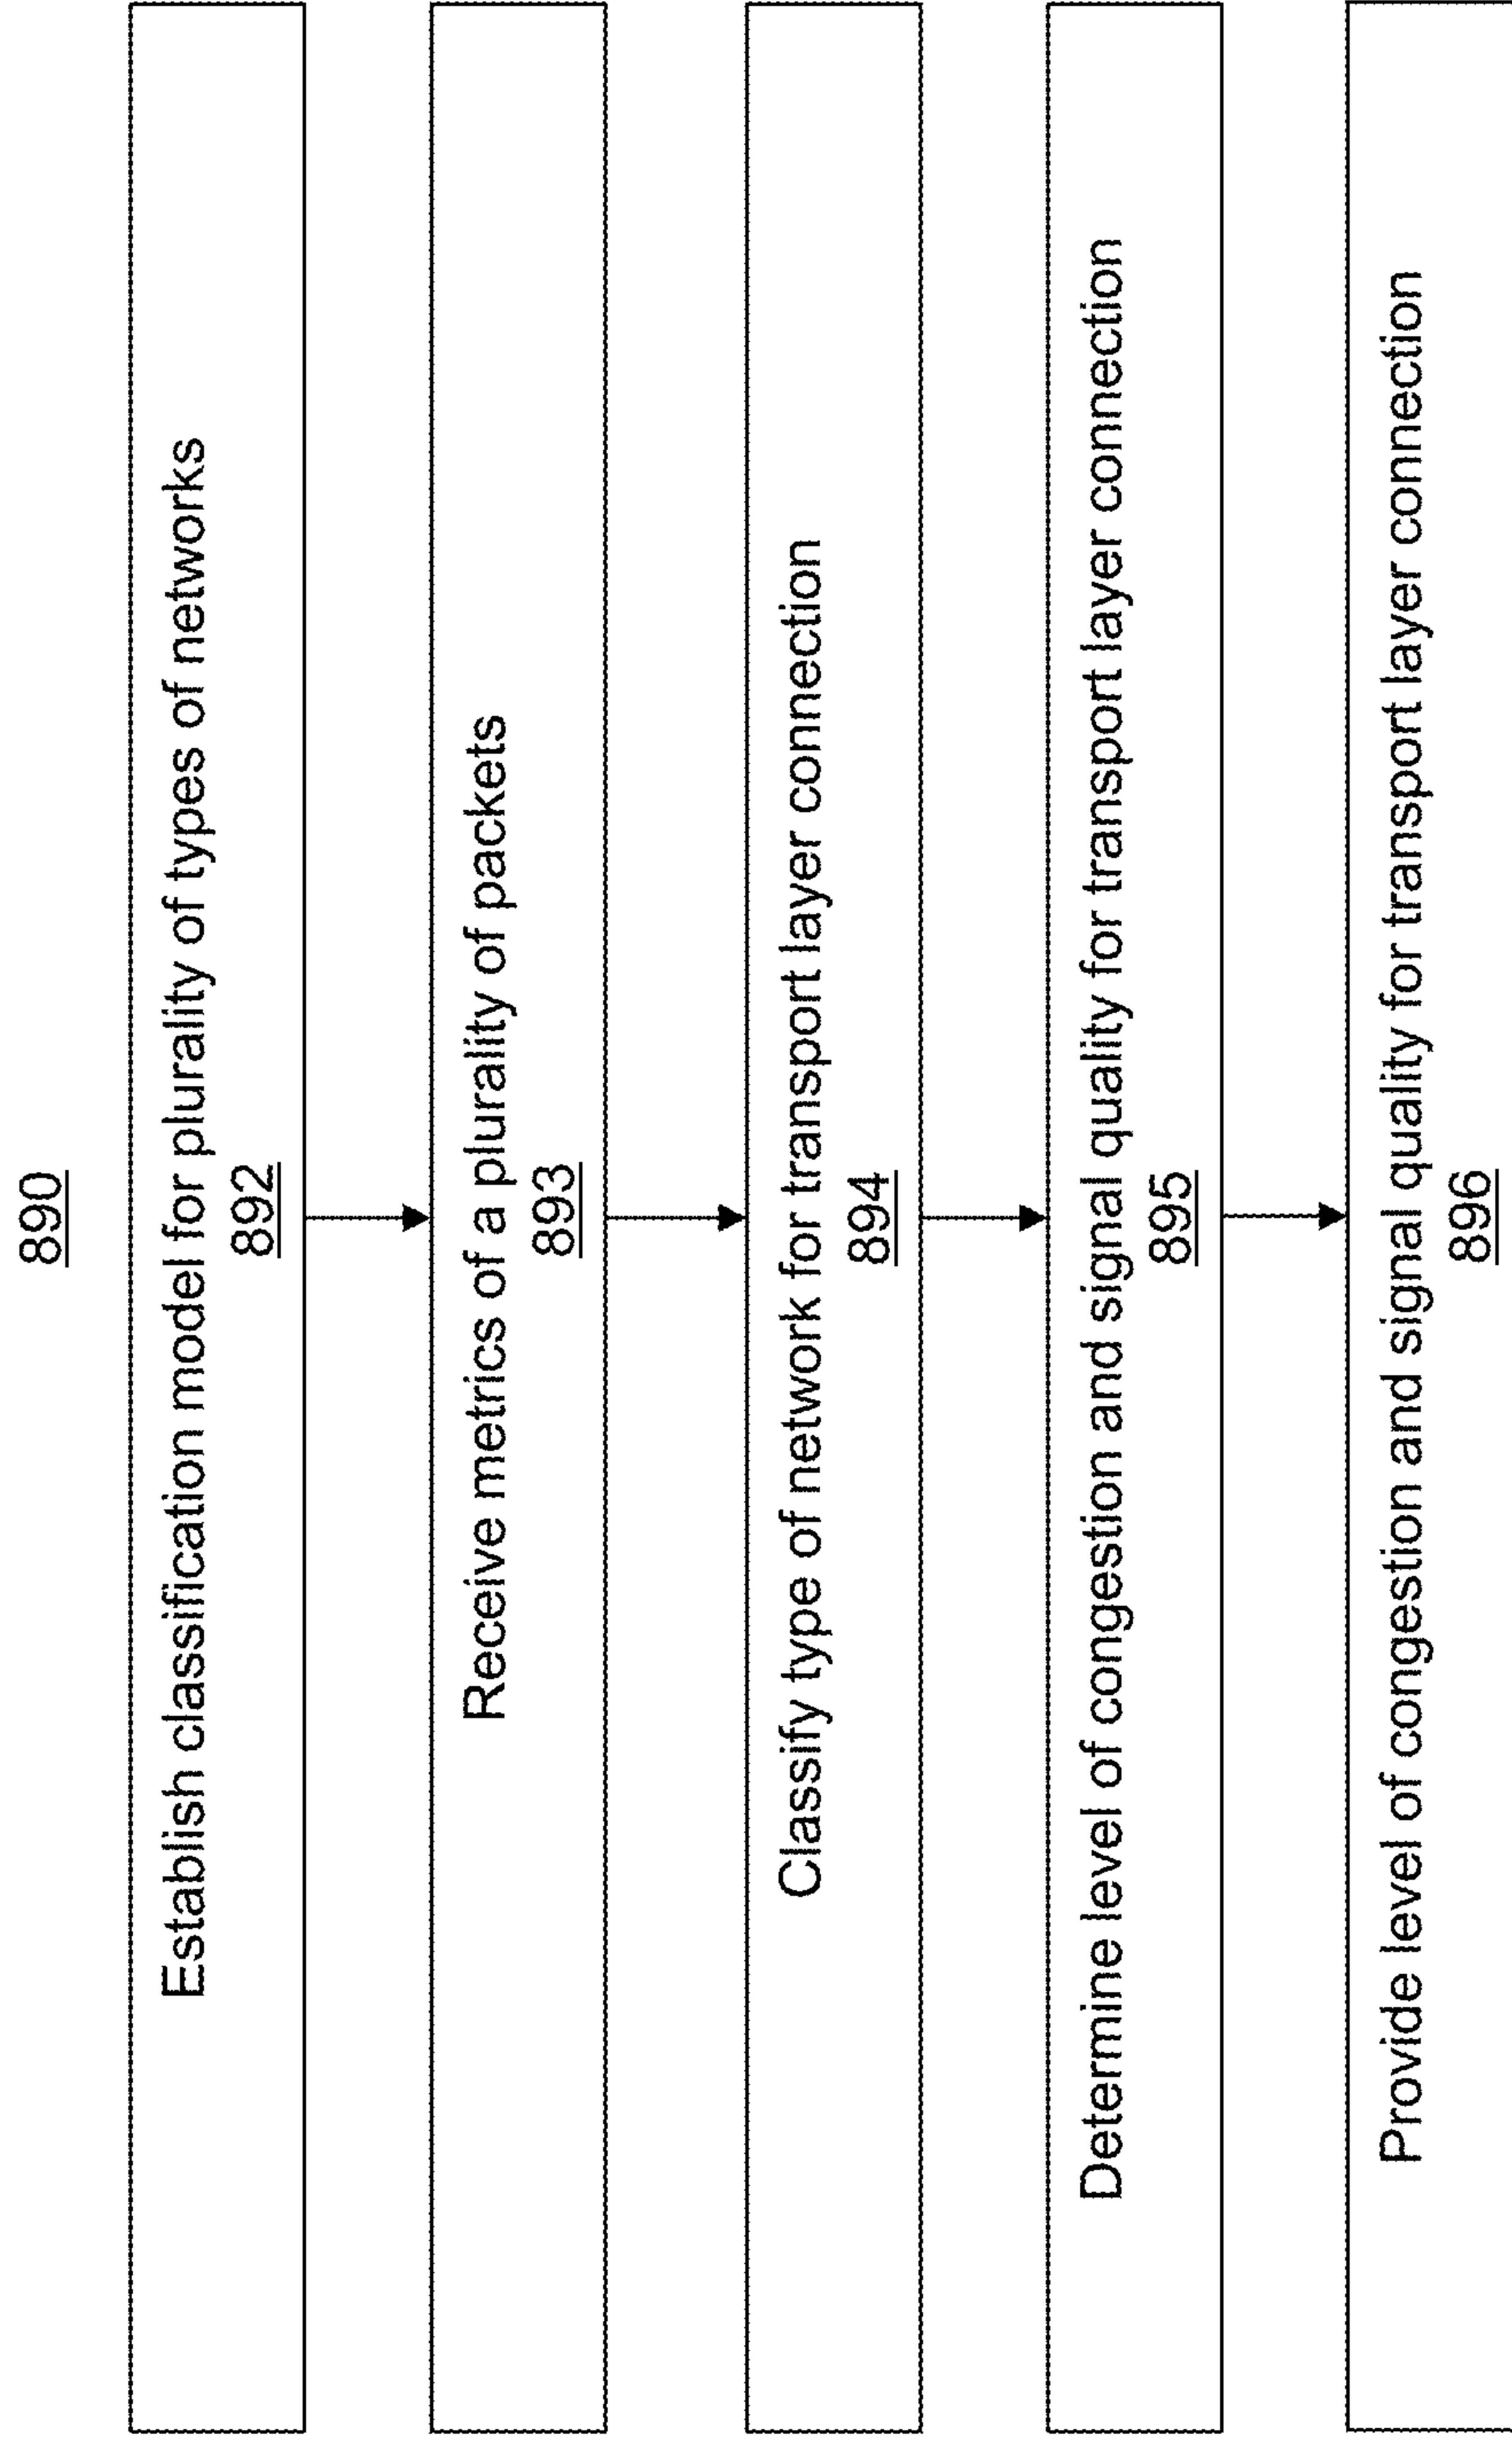 890
Establish classification model for plurality of types of networks
892
Receive metrics of a plurality of packets
893
Classify type of network for transport layer connection
894
Determine level of congestion and signal quality for transport layer connection
895
Provide level of congestion and signal quality for transport layer connection
896